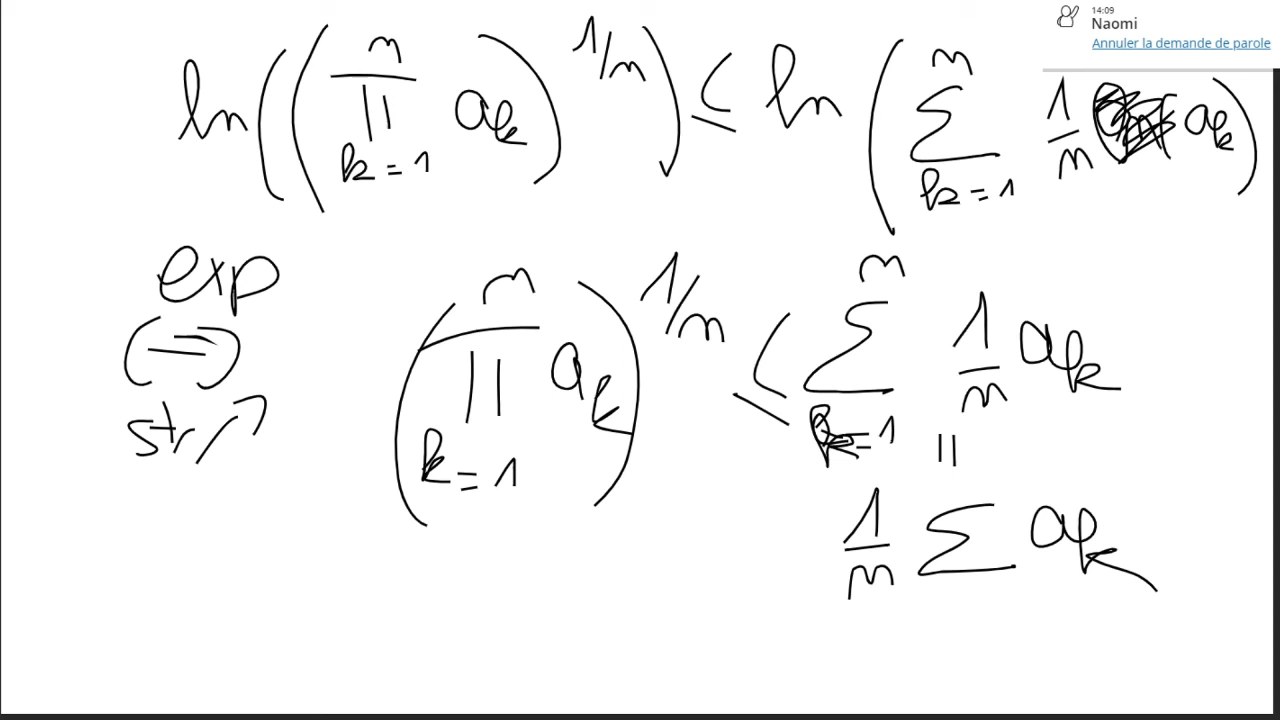 14:09
Naomi
Annuler la demande de parole
ln((∏_{k=1}^{n} a_k)^{1/n}) ≤ ln(∑_{k=1}^{n} 1/n a_k)
exp ⟺ str ↗ (∏_{k=1}^{n} a_k)^{1/n} ≤ ∑_{k=1}^{n} 1/n a_k
=
1/n ∑ a_k